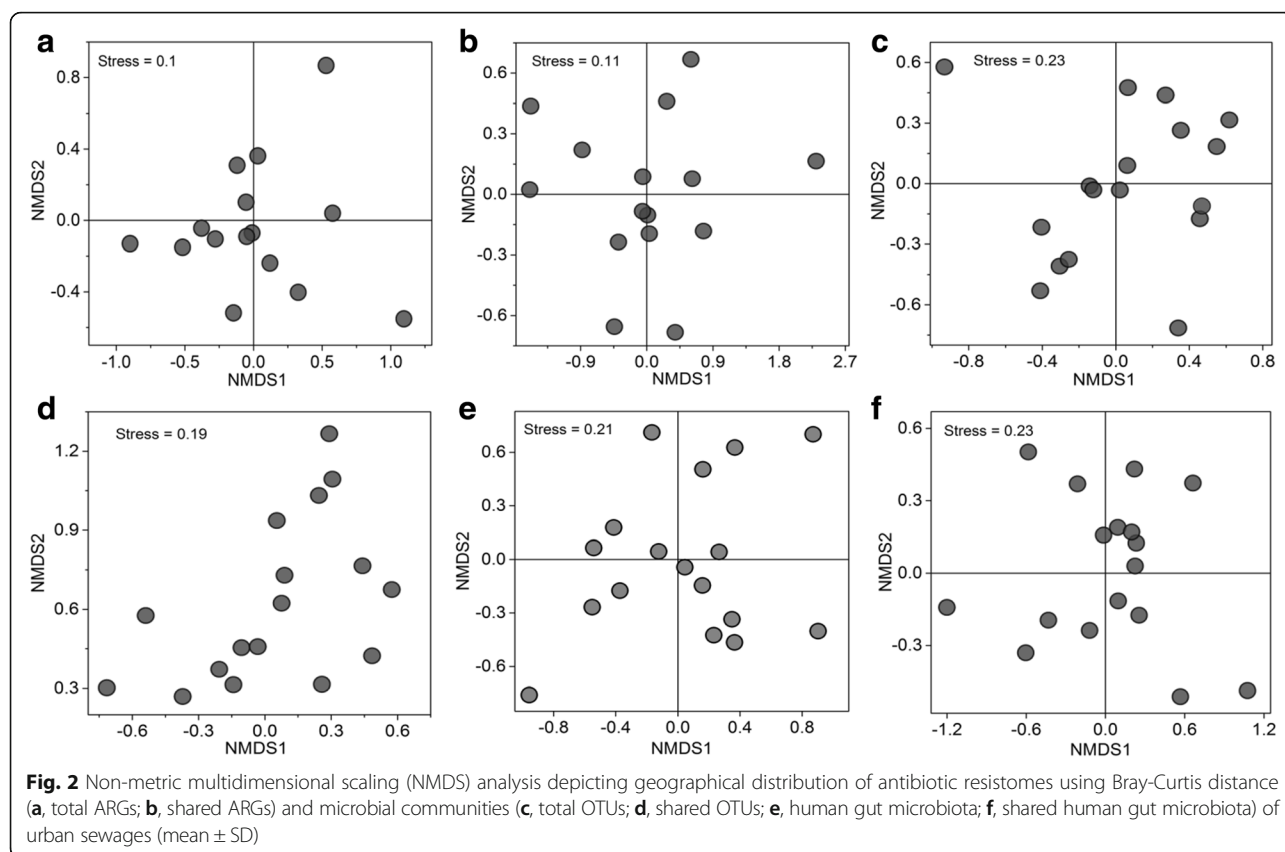 a
b
c
Stress = 0.1
Stress = 0.11
Stress = 0.23
0.8
0.4
0.0
-0.4
NMDS2
-1.0
-0.5
0.0
0.5
1.0
NMDS1
0.6
0.3
0.0
-0.3
-0.6
NMDS2
-0.9
0.0
0.9
1.8
2.7
NMDS1
0.6
0.3
0.0
-0.3
-0.6
NMDS2
-0.8
-0.4
0.0
0.4
0.8
NMDS1
d
e
f
Stress = 0.19
Stress = 0.21
Stress = 0.23
1.2
0.9
0.6
0.3
NMDS2
-0.6
-0.3
0.0
0.3
0.6
NMDS1
0.6
0.3
0.0
-0.3
-0.6
NMDS2
-0.8
-0.4
0.0
0.4
0.8
NMDS1
0.6
0.3
0.0
-0.3
NMDS2
-1.2
-0.6
0.0
0.6
1.2
NMDS1
Fig. 2 Non-metric multidimensional scaling (NMDS) analysis depicting geographical distribution of antibiotic resistomes using Bray-Curtis distance
(a, total ARGs; b, shared ARGs) and microbial communities (c, total OTUs; d, shared OTUs; e, human gut microbiota; f, shared human gut microbiota) of
urban sewages (mean ± SD)